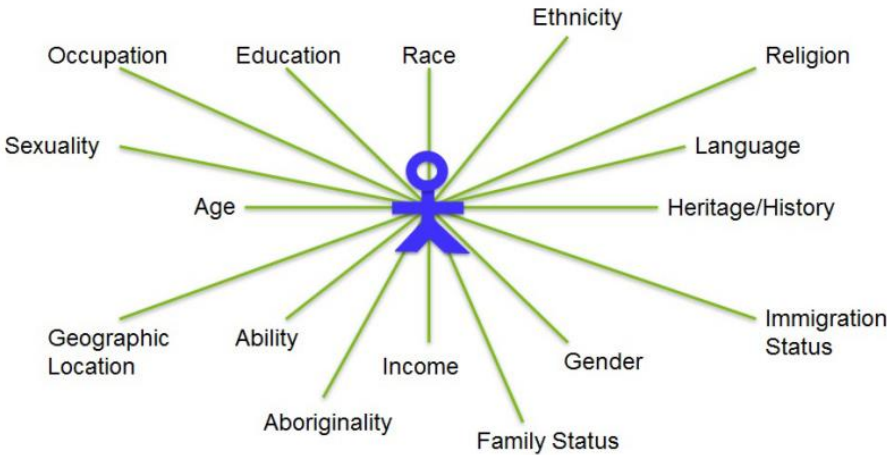 Ethnicity
Occupation
Education
Race
Religion
Sexuality
Language
Age
Heritage/History
Geographic
Location
Ability
Income
Gender
Immigration
Status
Aboriginality
Family Status